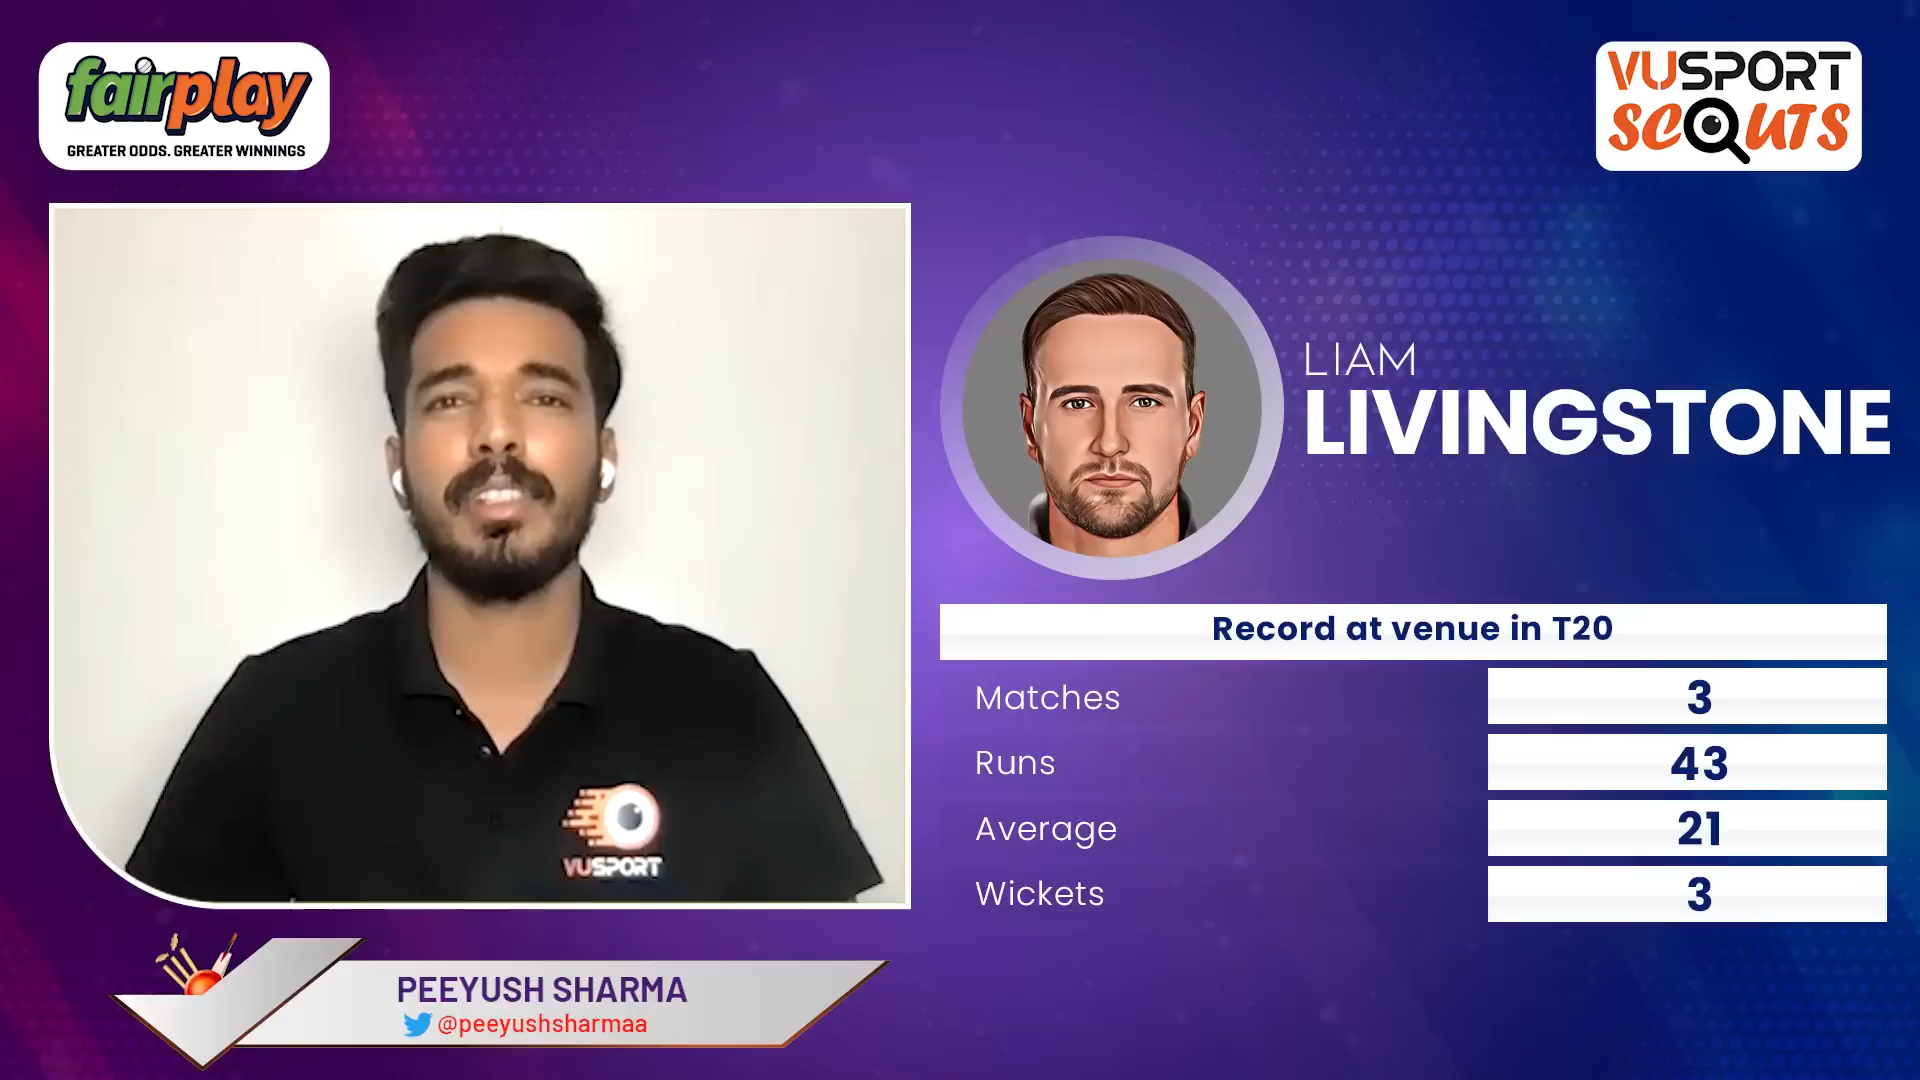 fairplay
GREATER ODDS. GREATER WINNINGS
VUSPORT
SCOUTS
LIAM
LIVINGSTONE
Record at venue in T20
Matches 3
Runs 43
Average 21
Wickets 3
VUSPORT
PEEYUSH SHARMA
@peeyushsharmaa